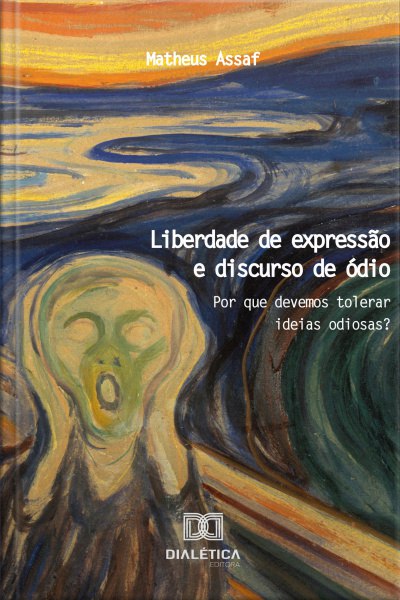 Matheus Assaf
Liberdade de expressão
e discurso de ódio
Por que devemos tolerar
ideias odiosas?
DIALÉTICA
EDITORA